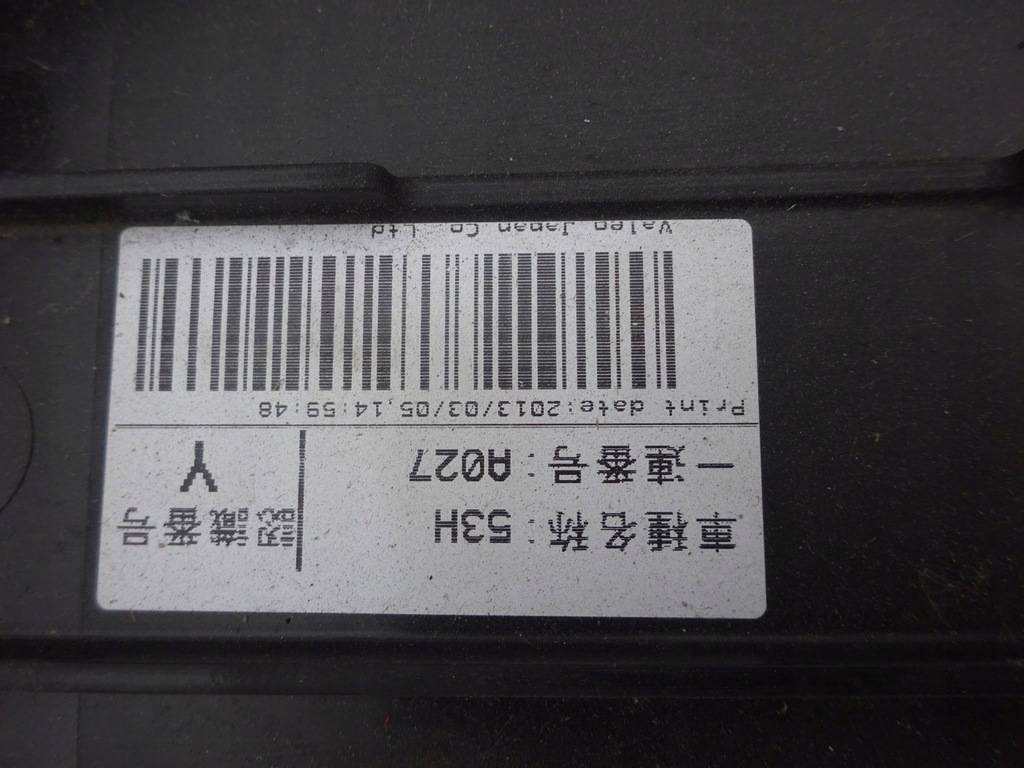 車種名称:53H
一連番号:A027
認識番号
Y
Print date:2013/03/05,14:59:48
Valeo Japan Co Ltd